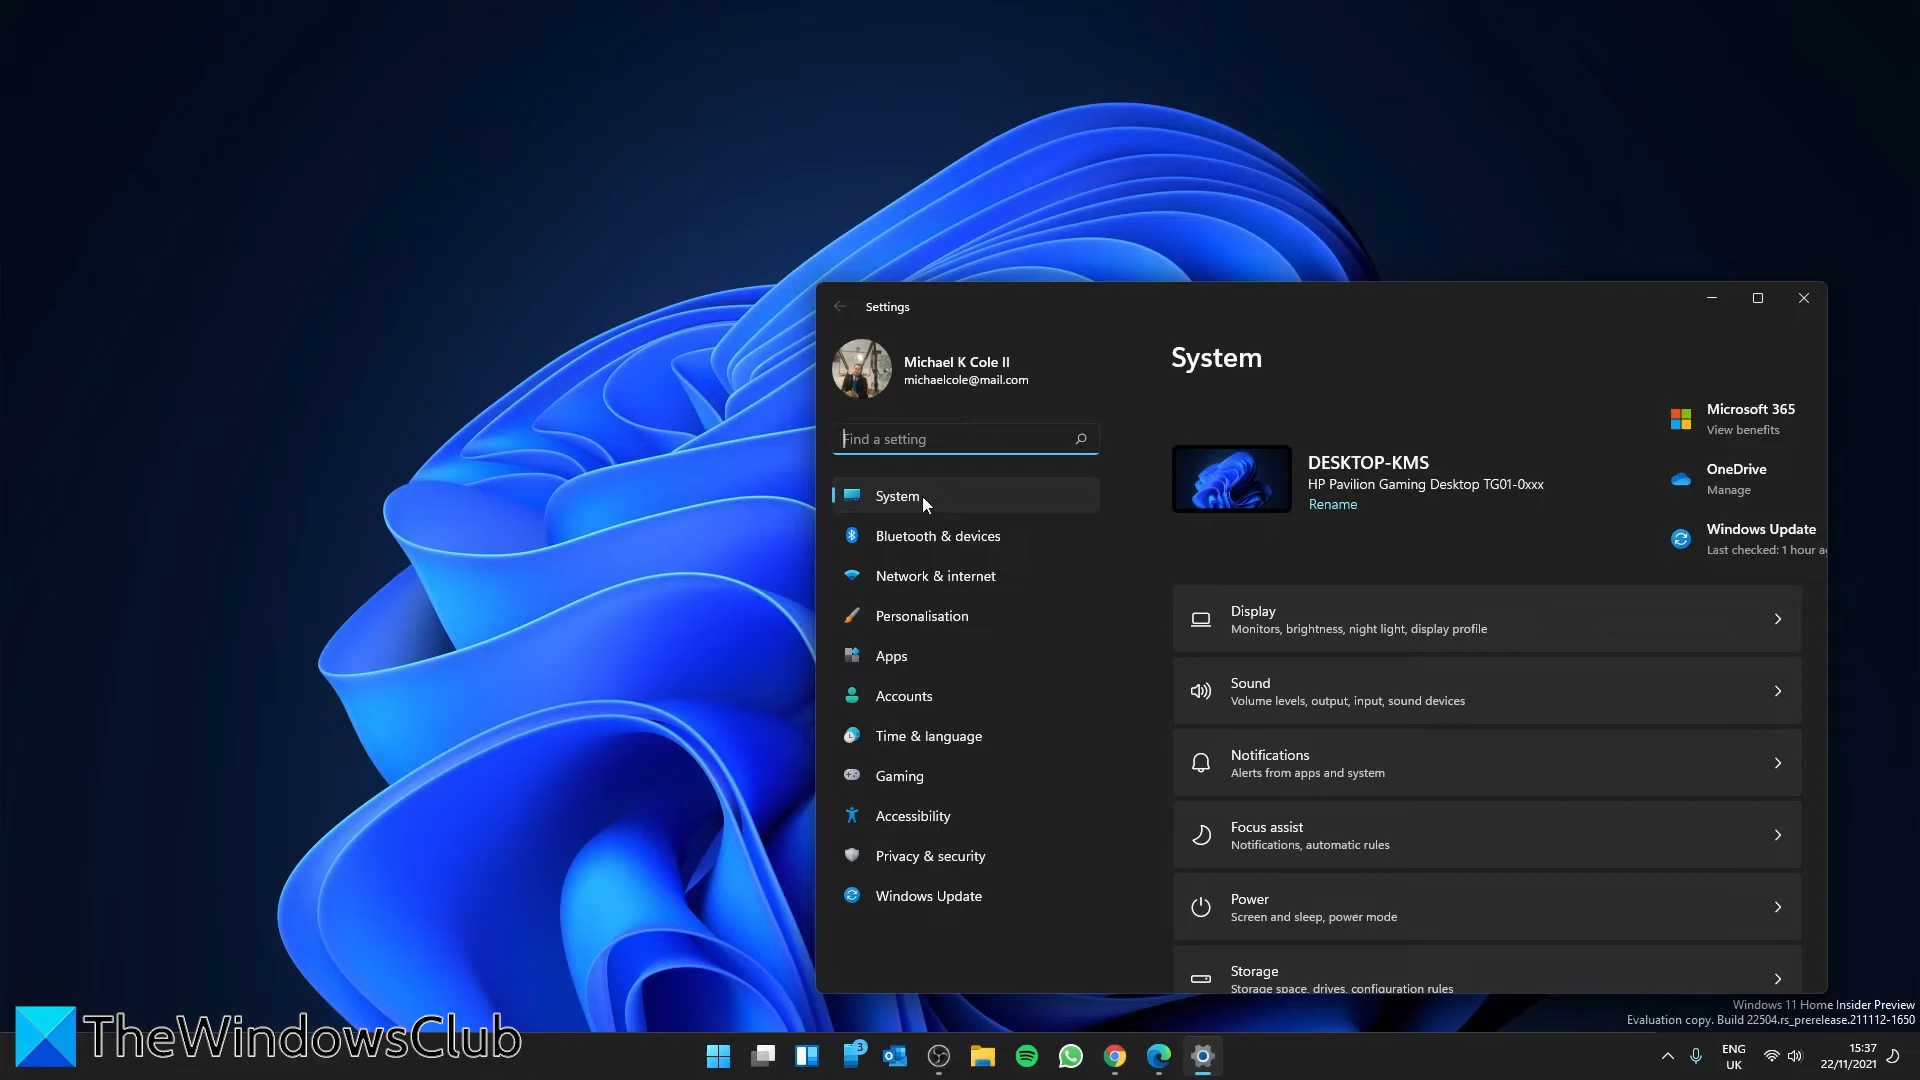 Settings
Michael K Cole II
michaelcole@mail.com
Find a setting
System
Bluetooth & devices
Network & internet
Personalisation
Apps
Accounts
Time & language
Gaming
Accessibility
Privacy & security
Windows Update
System
DESKTOP-KMS
HP Pavilion Gaming Desktop TG01-0xxx
Rename
Microsoft 365
View benefits
OneDrive
Manage
Windows Update
Last checked: 1 hour a
Display
Monitors, brightness, night light, display profile
Sound
Volume levels, output, input, sound devices
Notifications
Alerts from apps and system
Focus assist
Notifications, automatic rules
Power
Screen and sleep, power mode
Storage
Storage space, drives, configuration rules
Windows 11 Home Insider Preview
Evaluation copy. Build 22504.rs_prerelease.211112-1650
TheWindowsClub
3
ENG
UK
15:37
22/11/2021